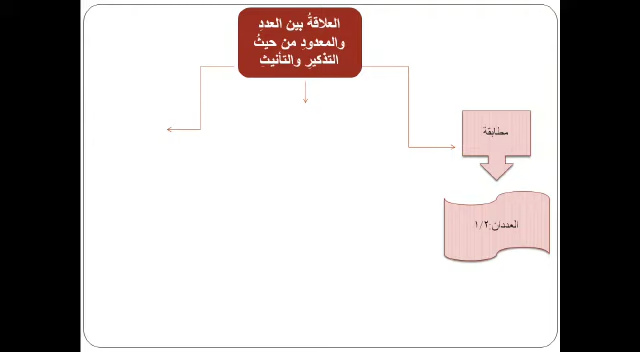 العلاقةُ بين العددِ
والمعدودِ من حيثُ
التذكيرِ والتأنيثِ
مطابقة
العددان:١/٢